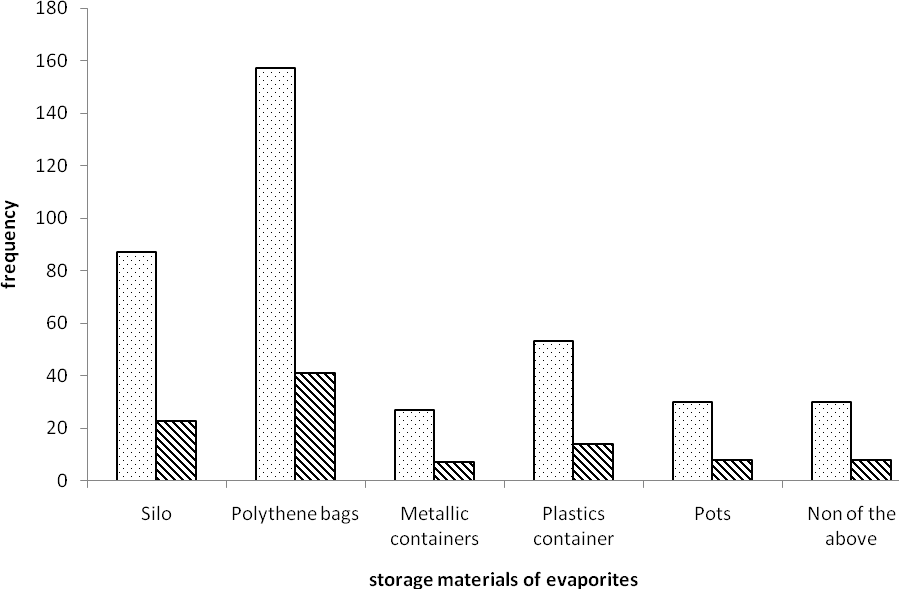 180
160
140
120
100
80
60
40
20
0
frequency
Silo
Polythene bags
Metallic
containers
Plastics
container
Pots
Non of the
above
storage materials of evaporites